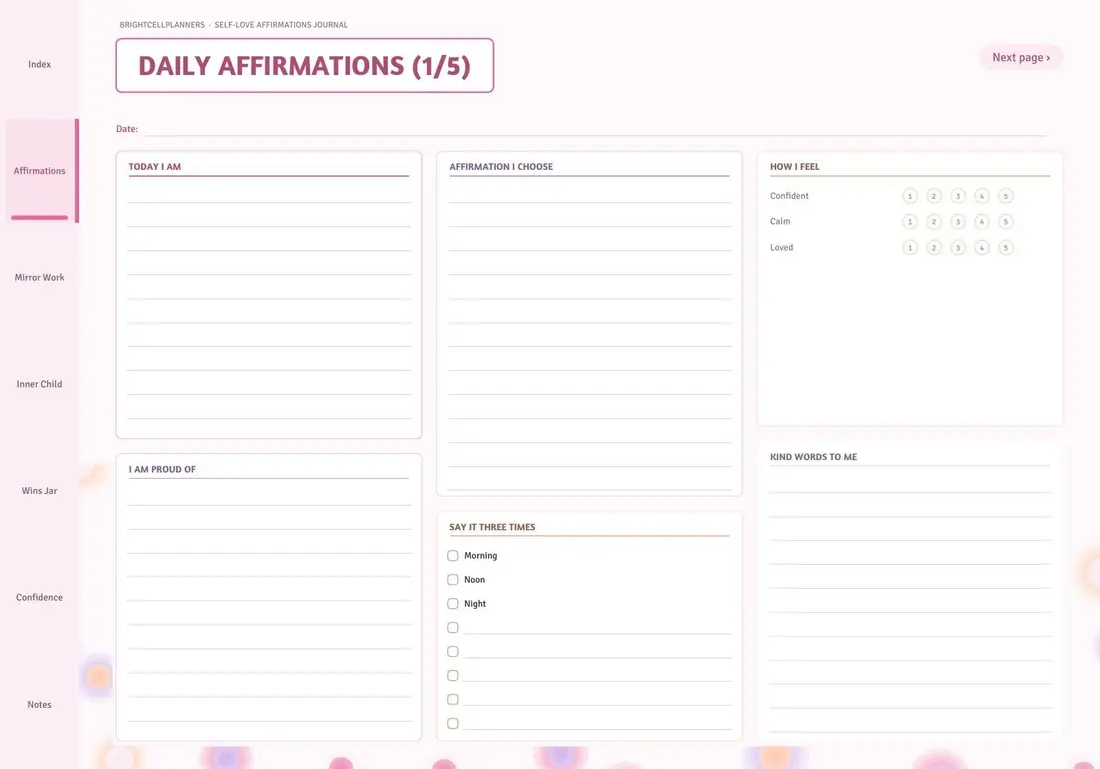 BRIGHTCELLPLANNERS · SELF-LOVE AFFIRMATIONS JOURNAL
DAILY AFFIRMATIONS (1/5)
Next page ›
Index
Affirmations
Mirror Work
Inner Child
Wins Jar
Confidence
Notes
Date:
TODAY I AM
I AM PROUD OF
AFFIRMATION I CHOOSE
SAY IT THREE TIMES
Morning
Noon
Night
HOW I FEEL
Confident 1 2 3 4 5
Calm 1 2 3 4 5
Loved 1 2 3 4 5
KIND WORDS TO ME